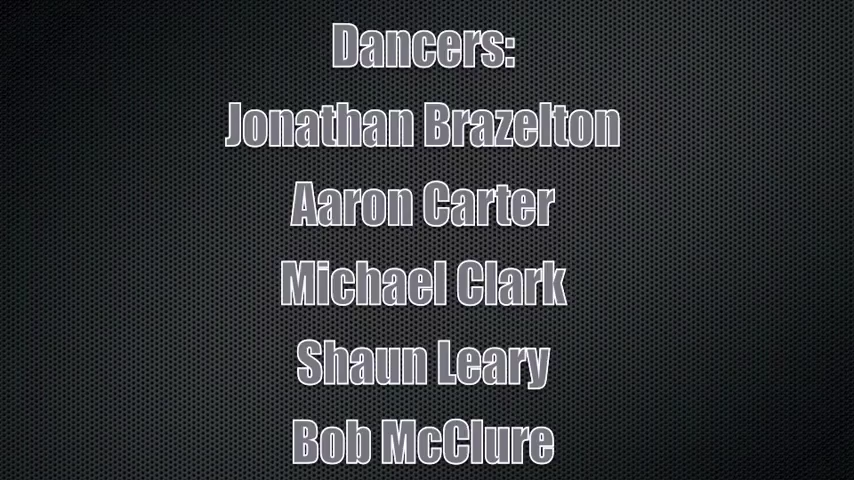 Dancers:
Jonathan Brazelton
Aaron Carter
Michael Clark
Shaun Leary
Bob McClure